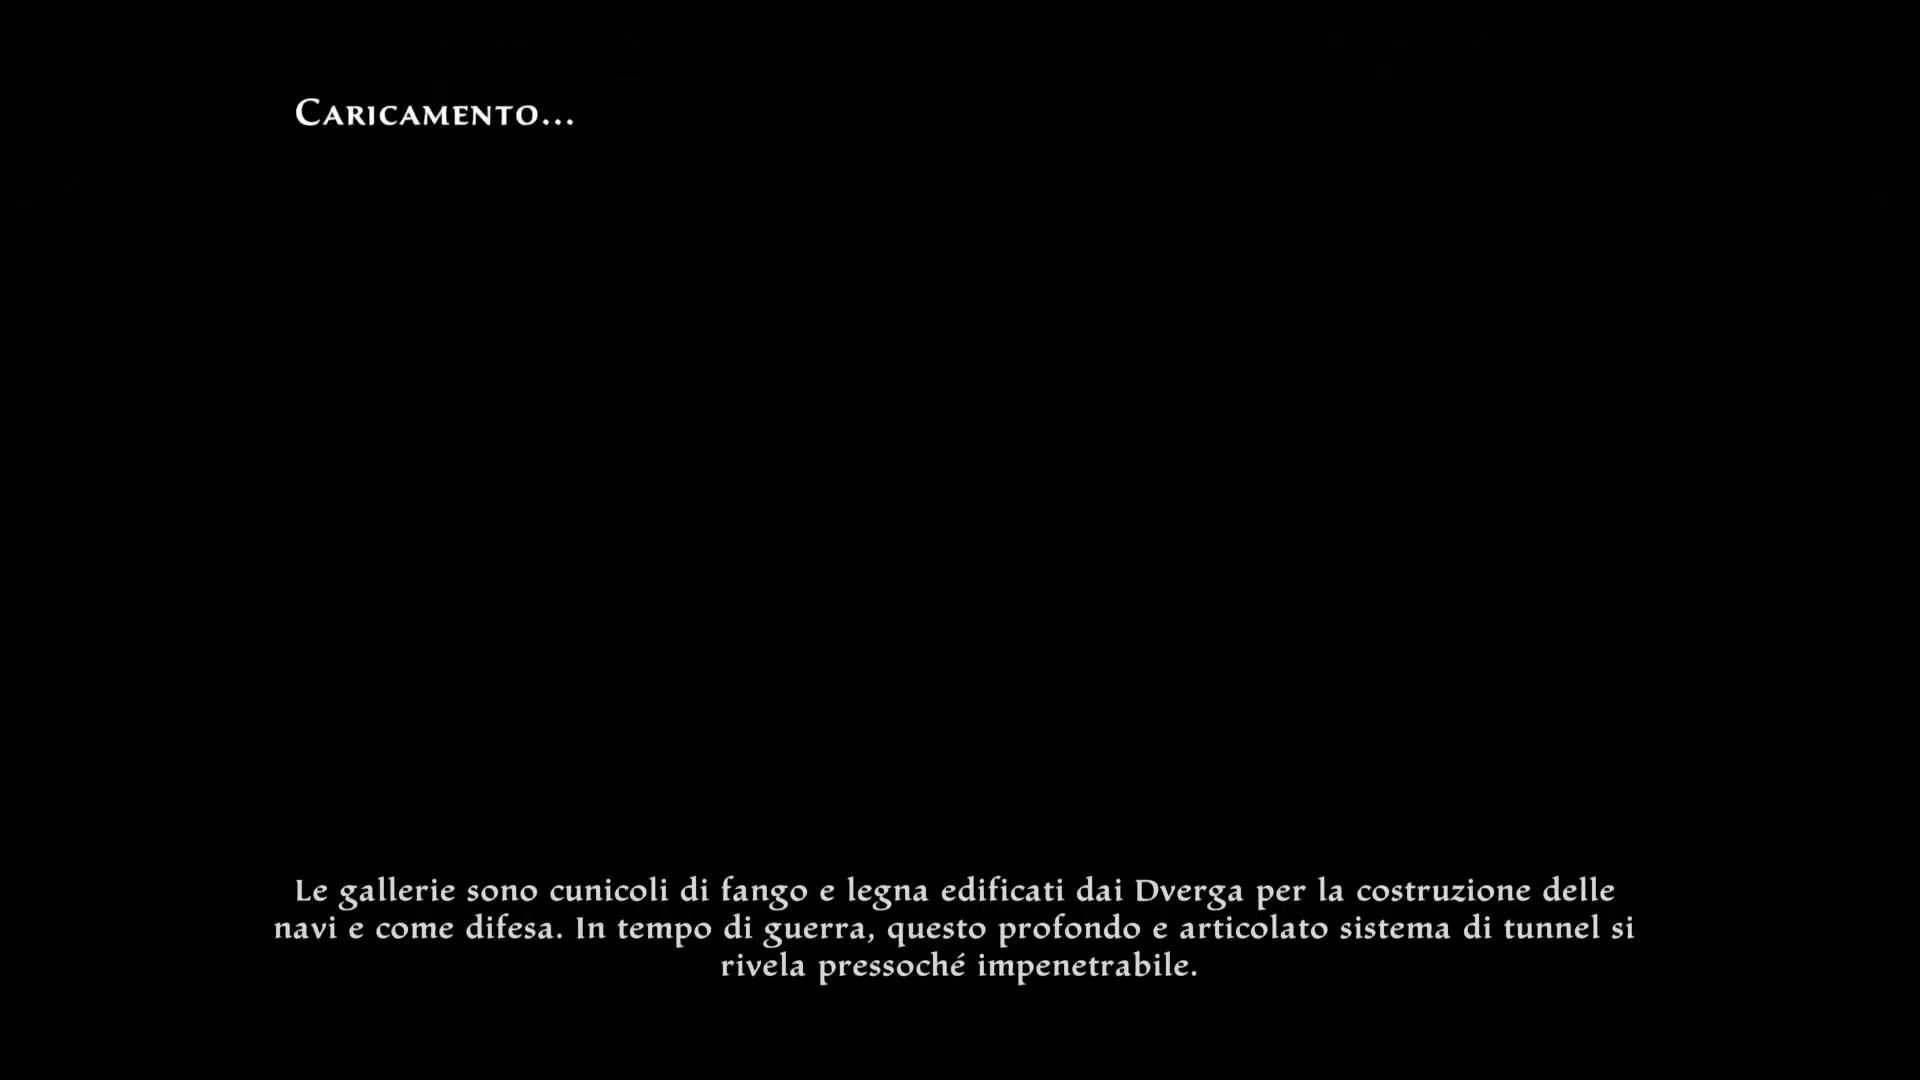 Caricamento...
Le gallerie sono cunicoli di fango e legna edificati dai Dverga per la costruzione delle
navi e come difesa. In tempo di guerra, questo profondo e articolato sistema di tunnel si
rivela pressoché impenetrabile.